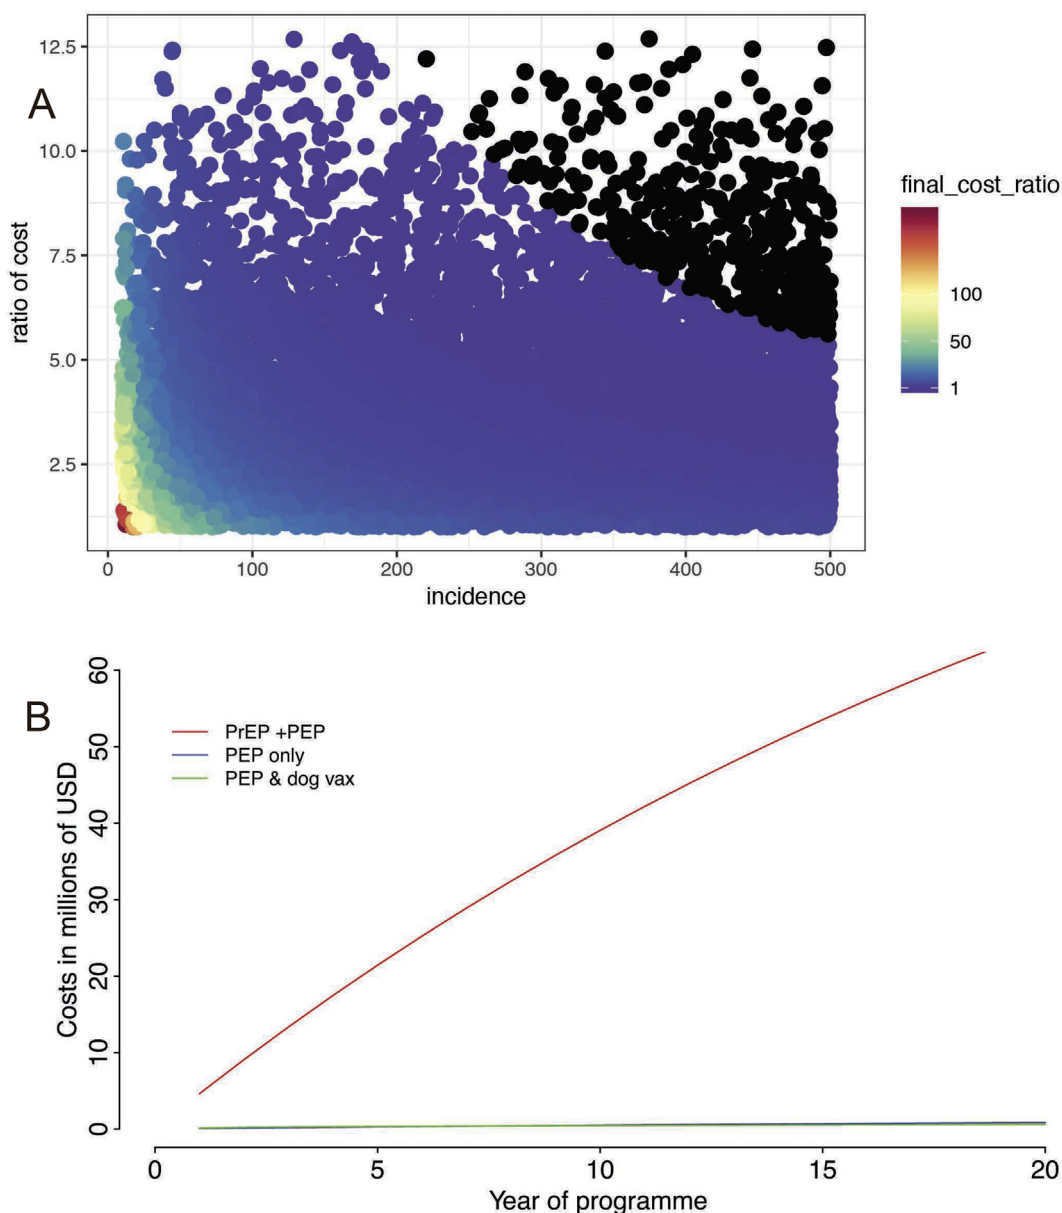 A
12.5
10.0
7.5
5.0
2.5
ratio of cost
0 100 200 300 400 500
incidence
final_cost_ratio
100
50
1
B
60
50
40
30
20
10
0
Costs in millions of USD
PrEP +PEP
PEP only
PEP & dog vax
0 5 10 15 20
Year of programme